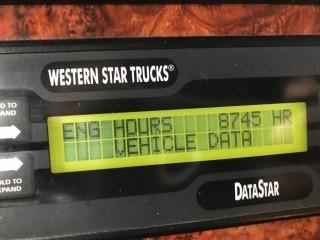 WESTERN STAR TRUCKS®
ENG HOURS 8745 HR
VEHICLE DATA
DATASTAR